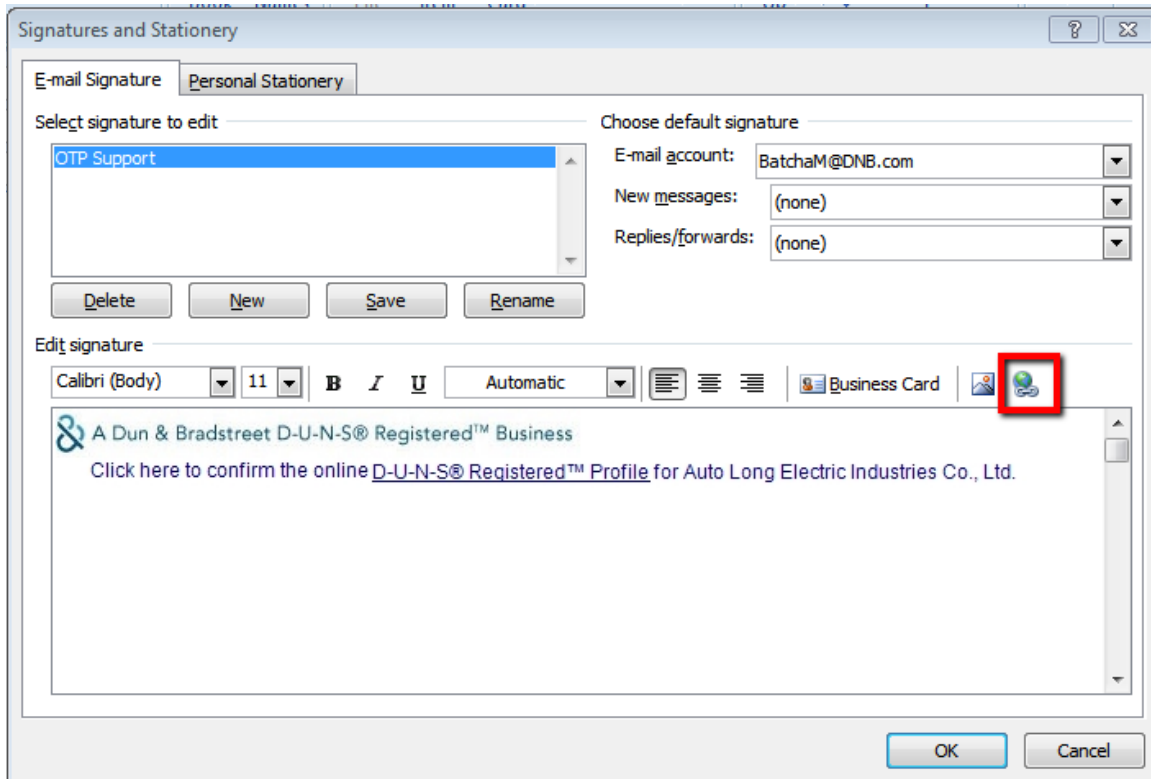 Signatures and Stationery
E-mail Signature
Personal Stationery
Select signature to edit
OTP Support
Delete
New
Save
Rename
Choose default signature
E-mail account:
BatchaM@DNB.com
New messages:
(none)
Replies/forwards:
(none)
Edit signature
Calibri (Body)
11
B
I
U
Automatic
Business Card
A Dun & Bradstreet D-U-N-S® Registered™ Business
Click here to confirm the online D-U-N-S® Registered™ Profile for Auto Long Electric Industries Co., Ltd.
OK
Cancel